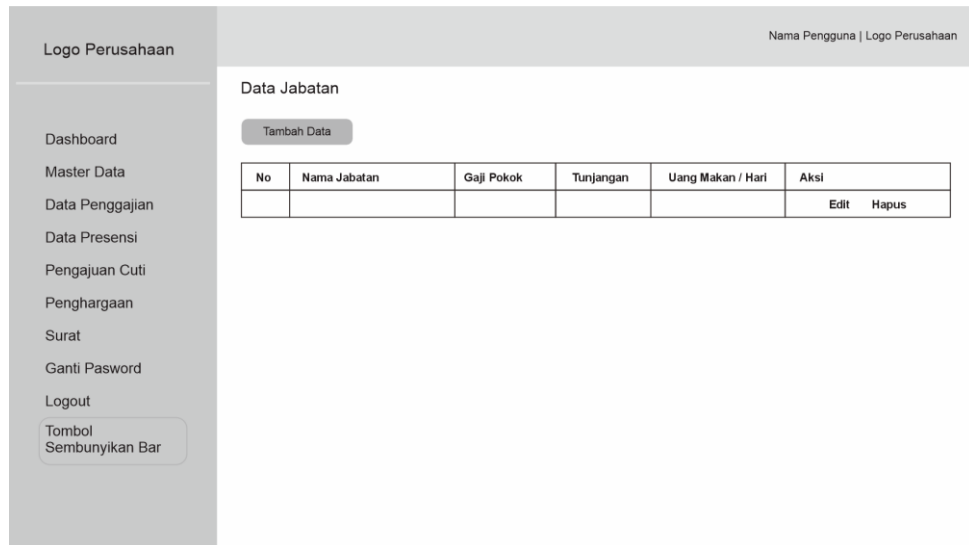 Logo Perusahaan
Nama Pengguna | Logo Perusahaan
Dashboard
Master Data
Data Penggajian
Data Presensi
Pengajuan Cuti
Penghargaan
Surat
Ganti Pasword
Logout
Tombol
Sembunyikan Bar
Data Jabatan
Tambah Data
No Nama Jabatan Gaji Pokok Tunjangan Uang Makan / Hari Aksi
Edit Hapus